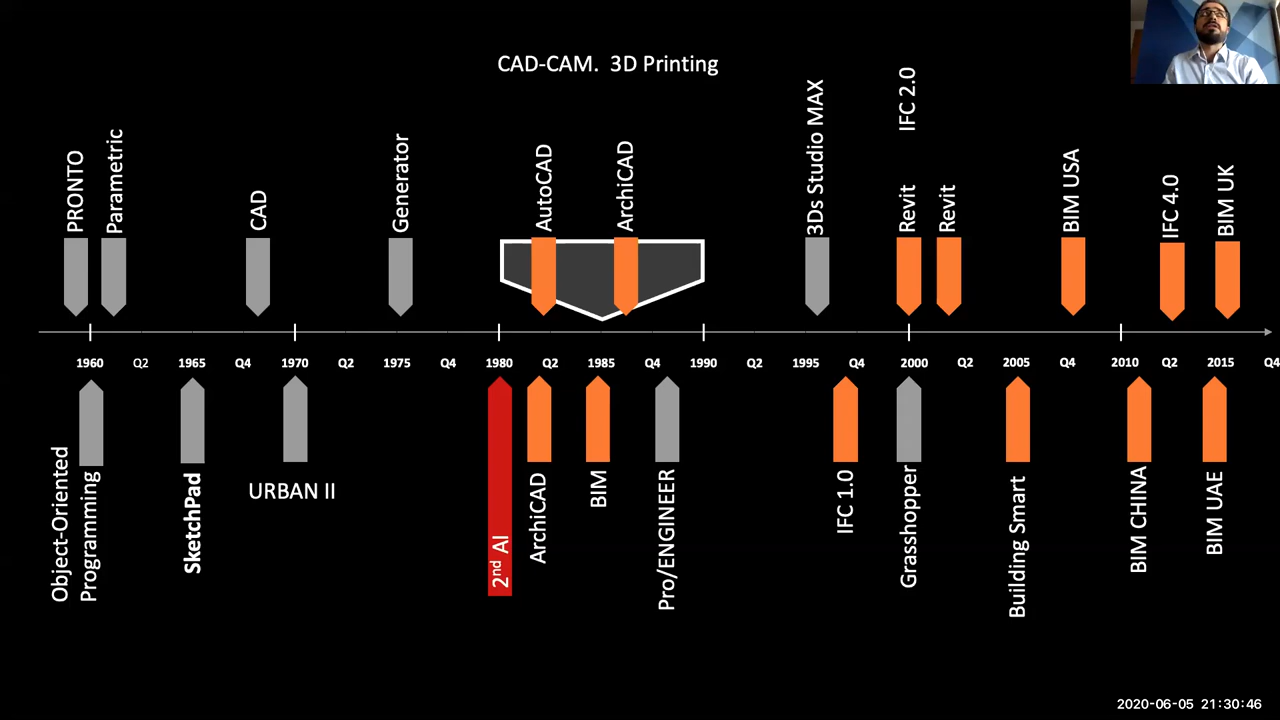 CAD-CAM.  3D Printing
PRONTO
Parametric
CAD
Generator
AutoCAD
ArchiCAD
3Ds Studio MAX
Revit
IFC 2.0
Revit
BIM USA
IFC 4.0
BIM UK
1960
Q2
1965
Q4
1970
Q2
1975
Q4
1980
Q2
1985
Q4
1990
Q2
1995
Q4
2000
Q2
2005
Q4
2010
Q2
2015
Q4
Object-Oriented
Programming
SketchPad
URBAN II
2nd AI
ArchiCAD
BIM
Pro/ENGINEER
IFC 1.0
Grasshopper
Building Smart
BIM CHINA
BIM UAE
2020-06-05 21:30:46